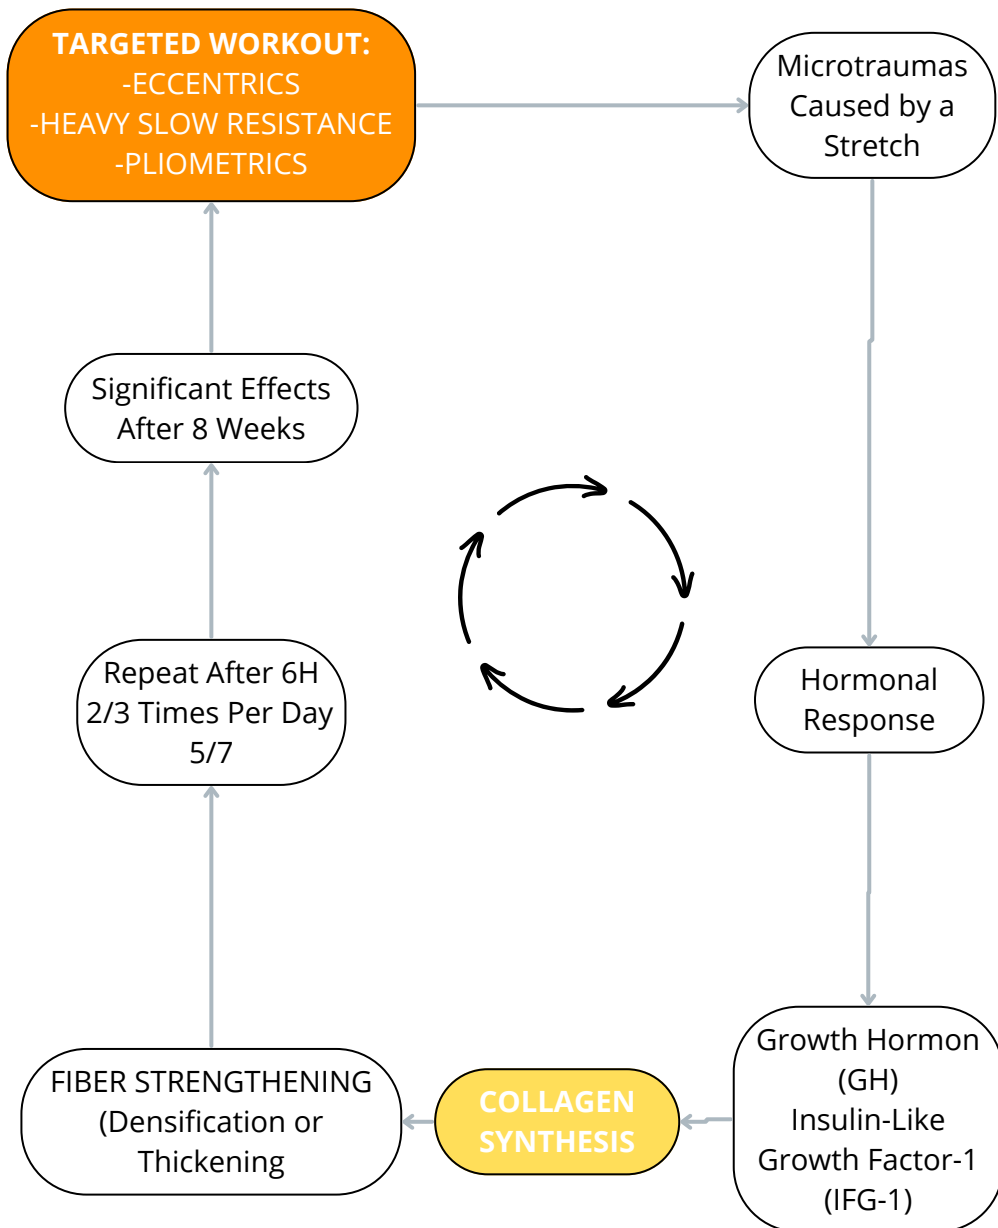 TARGETED WORKOUT:
-ECCENTRICS
-HEAVY SLOW RESISTANCE
-PLIOMETRICS
Microtraumas
Caused by a
Stretch
Hormonal
Response
Growth Hormon
(GH)
Insulin-Like
Growth Factor-1
(IFG-1)
COLLAGEN
SYNTHESIS
FIBER STRENGTHENING
(Densification or
Thickening
Repeat After 6H
2/3 Times Per Day
5/7
Significant Effects
After 8 Weeks